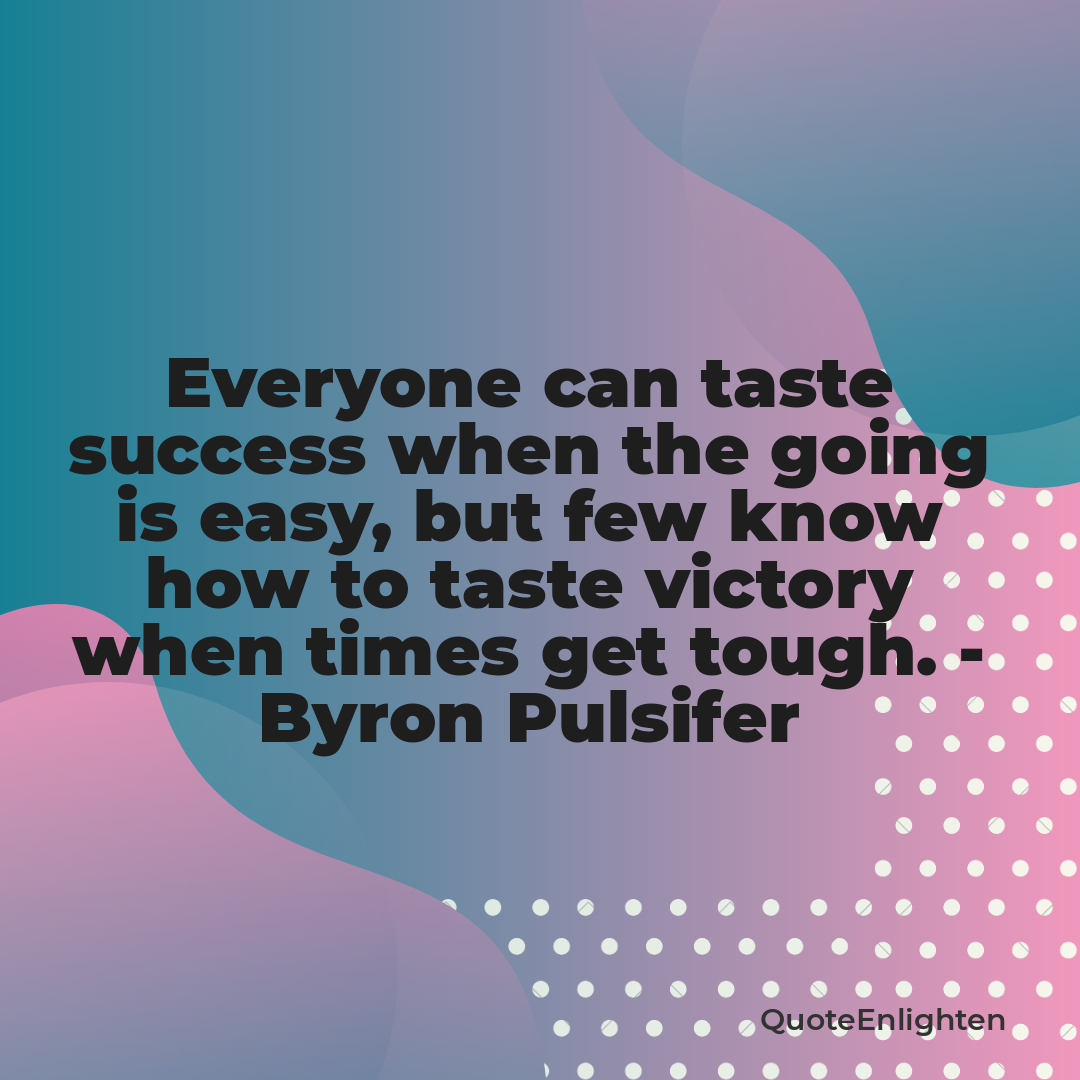 Everyone can taste
success when the going
is easy, but few know
how to taste victory
when times get tough. -
Byron Pulsifer
QuoteEnlighten